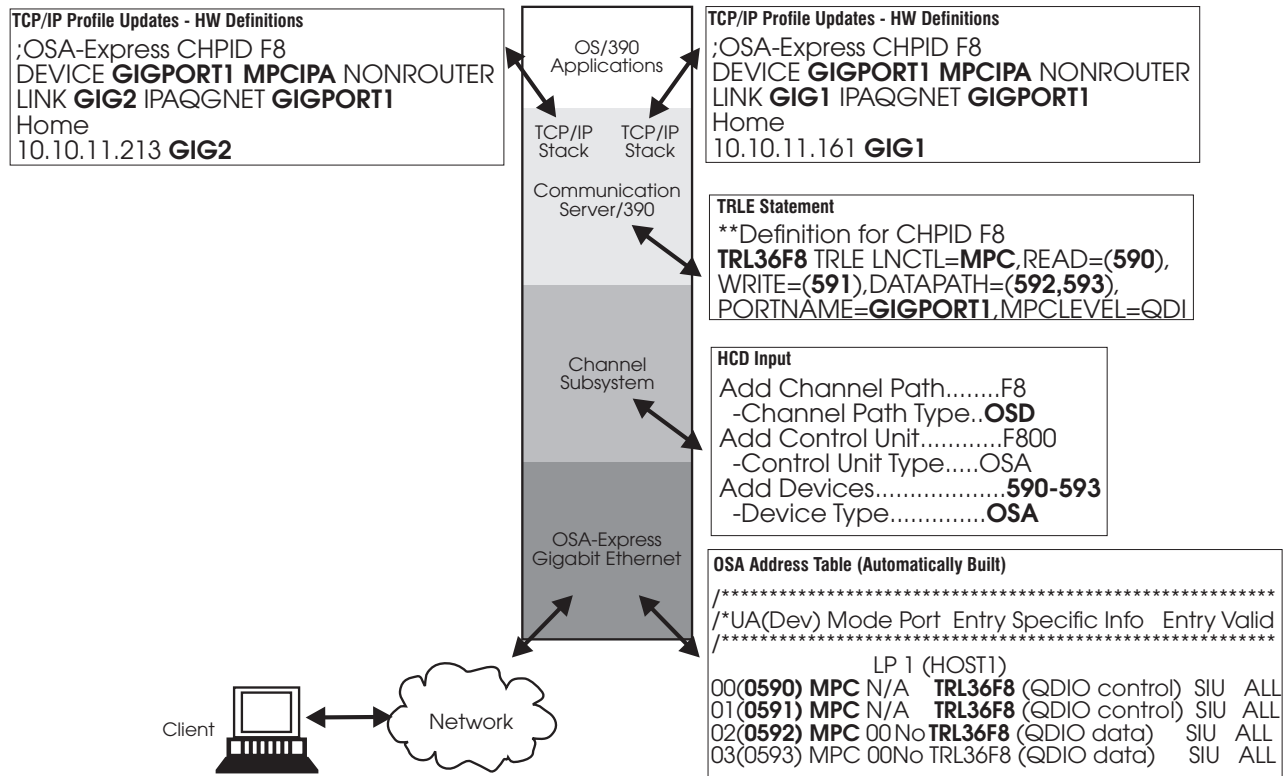 TCP/IP Profile Updates - HW Definitions
;OSA-Express CHPID F8
DEVICE GIGPORT1 MPCIPA NONROUTER
LINK GIG2 IPAQGNET GIGPORT1
Home
10.10.11.213 GIG2
OS/390
Applications
TCP/IP Profile Updates - HW Definitions
;OSA-Express CHPID F8
DEVICE GIGPORT1 MPCIPA NONROUTER
LINK GIG1 IPAQGNET GIGPORT1
Home
10.10.11.161 GIG1
TCP/IP
Stack
TCP/IP
Stack
Communication
Server/390
TRLE Statement
**Definition for CHPID F8
TRL36F8 TRLE LNCTL=MPC,READ=(590),
WRITE=(591),DATAPATH=(592,593),
PORTNAME=GIGPORT1,MPCLEVEL=QDI
Channel
Subsystem
HCD Input
Add Channel Path........F8
-Channel Path Type..OSD
Add Control Unit............F800
-Control Unit Type.....OSA
Add Devices...................590-593
-Device Type..............OSA
OSA-Express
Gigabit Ethernet
OSA Address Table (Automatically Built)
/***********************************************************
/*UA(Dev) Mode Port Entry Specific Info Entry Valid
/***********************************************************
LP 1 (HOST1)
00(0590) MPC N/A TRL36F8 (QDIO control) SIU ALL
01(0591) MPC N/A TRL36F8 (QDIO control) SIU ALL
02(0592) MPC 00 No TRL36F8 (QDIO data) SIU ALL
03(0593) MPC 00No TRL36F8 (QDIO data) SIU ALL
Client
Network